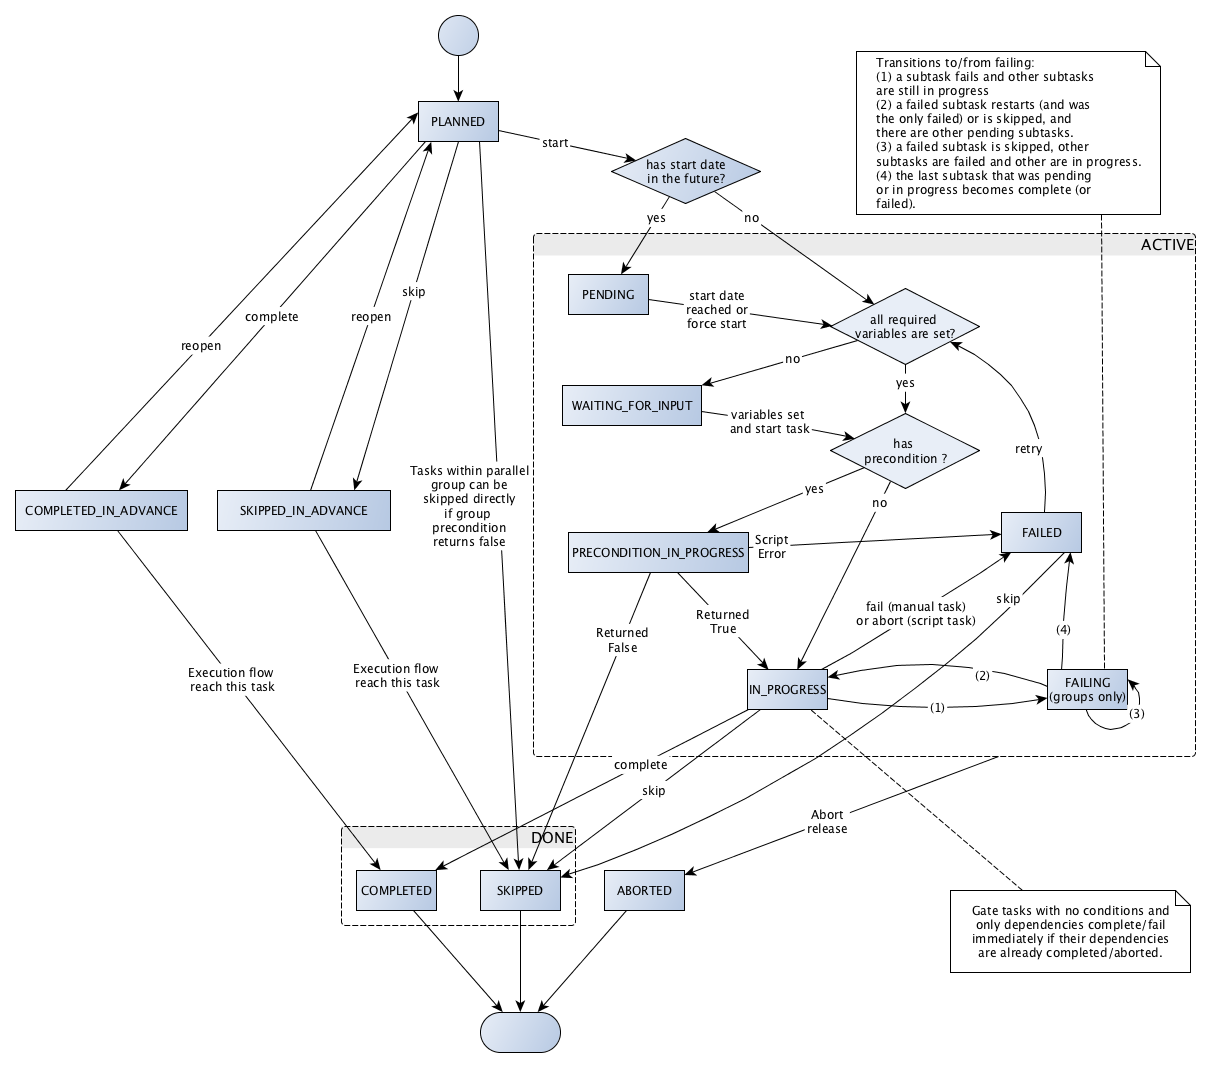 PLANNED
start
has start date
in the future?
Transitions to/from failing:
(1) a subtask fails and other subtasks
are still in progress
(2) a failed subtask restarts (and was
the only failed) or is skipped, and
there are other pending subtasks.
(3) a failed subtask is skipped, other
subtasks are failed and other are in progress.
(4) the last subtask that was pending
or in progress becomes complete (or
failed).
yes
no
ACTIVE
PENDING
start date
reached or
force start
all required
variables are set?
skip
complete
reopen
reopen
no
yes
WAITING_FOR_INPUT
variables set
and start task
has
precondition ?
retry
Tasks within parallel
group can be
skipped directly
if group
precondition
returns false
yes
no
COMPLETED_IN_ADVANCE
SKIPPED_IN_ADVANCE
PRECONDITION_IN_PROGRESS
Script
Error
FAILED
fail (manual task)
or abort (script task)
skip
Returned
True
Returned
False
(4)
Execution flow
reach this task
Execution flow
reach this task
IN_PROGRESS
(2)
(1)
FAILING
(groups only)
(3)
complete
skip
Abort
release
DONE
COMPLETED
SKIPPED
ABORTED
Gate tasks with no conditions and
only dependencies complete/fail
immediately if their dependencies
are already completed/aborted.